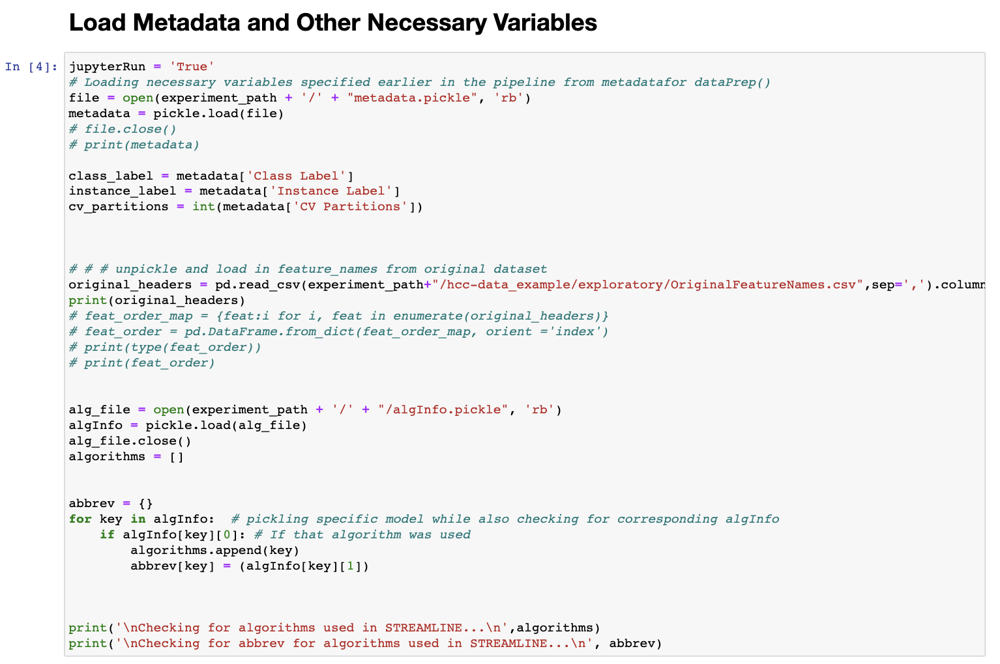 Load Metadata and Other Necessary Variables
In [4]:
jupyterRun = 'True'
# Loading necessary variables specified earlier in the pipeline from metadatafor dataPrep()
file = open(experiment_path + '/' + "metadata.pickle", 'rb')
metadata = pickle.load(file)
# file.close()
# print(metadata)
class_label = metadata['Class Label']
instance_label = metadata['Instance Label']
cv_partitions = int(metadata['CV Partitions'])
# # # unpickle and load in feature_names from original dataset
original_headers = pd.read_csv(experiment_path+"/hcc-data_example/exploratory/OriginalFeatureNames.csv",sep=',').column
print(original_headers)
# feat_order_map = {feat:i for i, feat in enumerate(original_headers)}
# feat_order = pd.DataFrame.from_dict(feat_order_map, orient ='index')
# print(type(feat_order))
# print(feat_order)
alg_file = open(experiment_path + '/' + "/algInfo.pickle", 'rb')
algInfo = pickle.load(alg_file)
alg_file.close()
algorithms = []
abbrev = {}
for key in algInfo:  # pickling specific model while also checking for corresponding algInfo
    if algInfo[key][0]: # If that algorithm was used
        algorithms.append(key)
        abbrev[key] = (algInfo[key][1])
print('\nChecking for algorithms used in STREAMLINE...\n',algorithms)
print('\nChecking for abbrev for algorithms used in STREAMLINE...\n', abbrev)